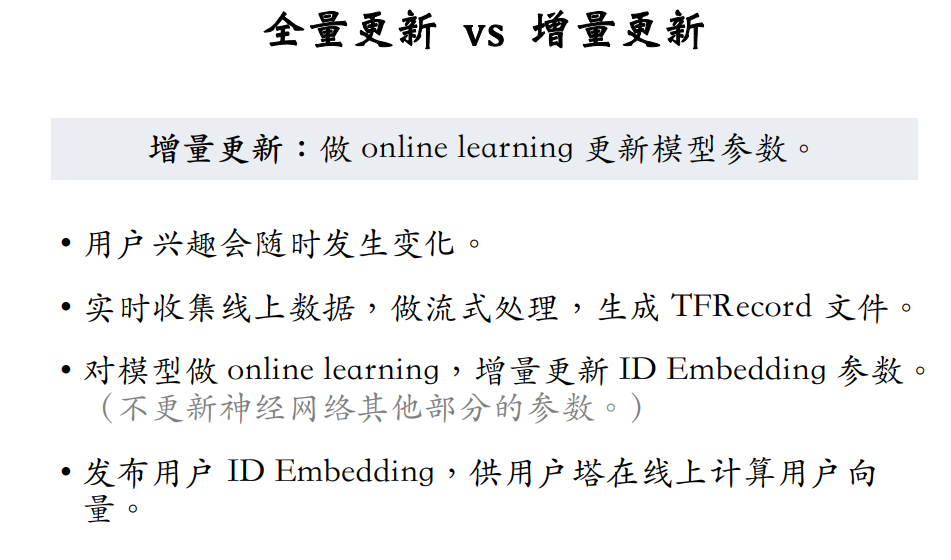 全量更新 vs 增量更新
增量更新：做 online learning 更新模型参数。
• 用户兴趣会随时发生变化。
• 实时收集线上数据，做流式处理，生成 TFRecord 文件。
• 对模型做 online learning，增量更新 ID Embedding 参数。
（不更新神经网络其他部分的参数。）
• 发布用户 ID Embedding，供用户塔在线上计算用户向
量。